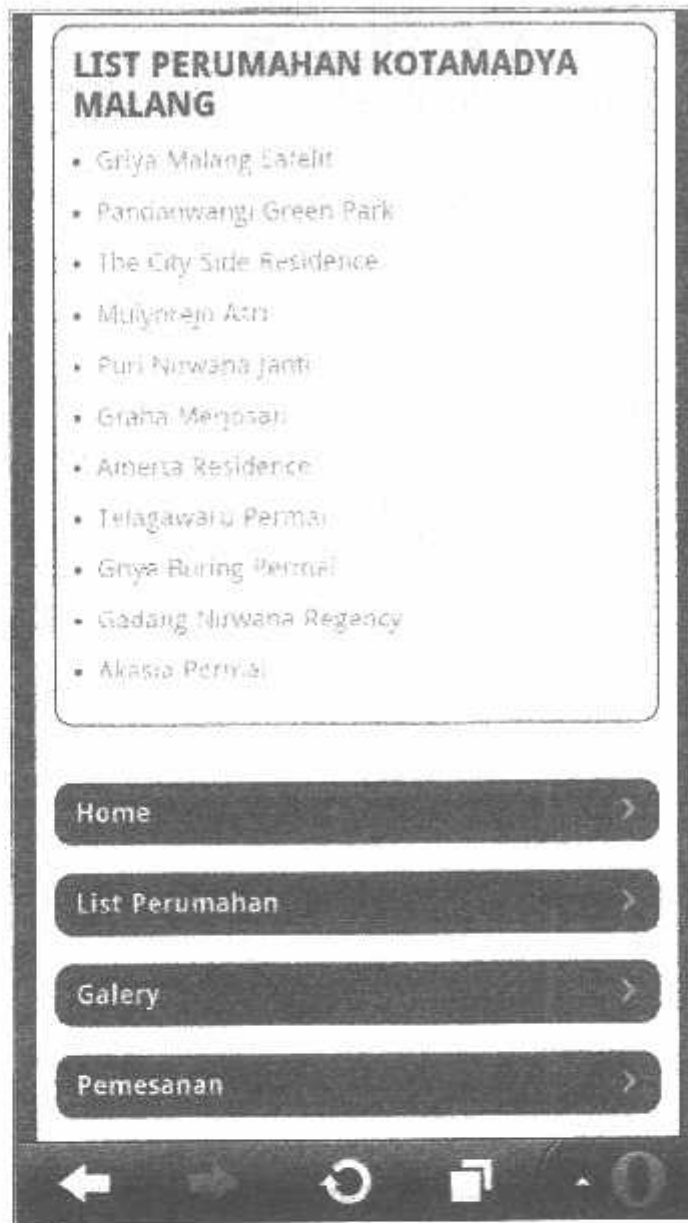 LIST PERUMAHAN KOTAMADYA
MALANG
• Griya Malang Satelit
• Pandanwangi Green Park
• The City Side Residence
• Mulyorejo Asri
• Puri Nirwana Janti
• Graha Merjosari
• Amerta Residence
• Telagawaru Permai
• Griya Buring Permai
• Gadang Nirwana Regency
• Akasia Permai
Home
List Perumahan
Galery
Pemesanan